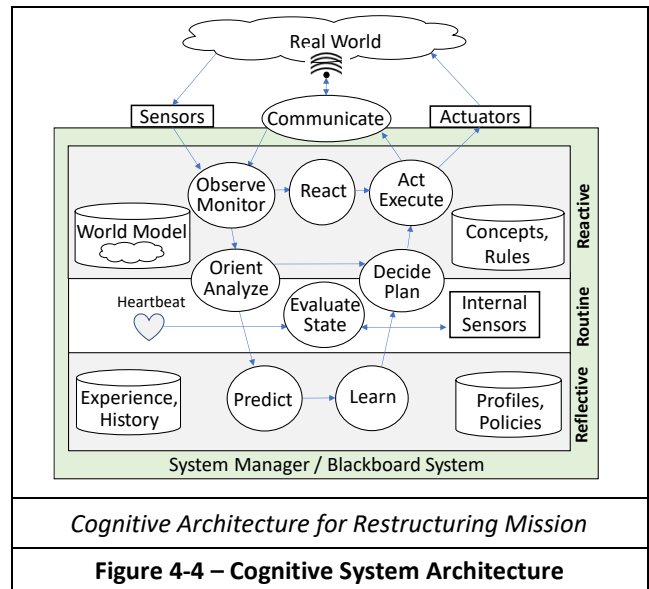 Real World
Sensors
Communicate
Actuators
Observe
Monitor
React
Act
Execute
Reactive
World Model
Concepts,
Rules
Orient
Analyze
Decide
Plan
Heartbeat
Evaluate
State
Internal
Sensors
Routine
Experience,
History
Predict
Learn
Profiles,
Policies
Reflective
System Manager / Blackboard System
Cognitive Architecture for Restructuring Mission
Figure 4-4 – Cognitive System Architecture